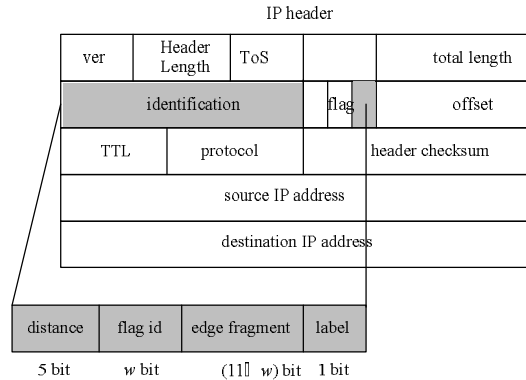 IP header
ver
Header
Length
ToS
total length
identification
flag
offset
TTL
protocol
header checksum
source IP address
destination IP address
distance
flag id
edge fragment
label
5 bit
w bit
(11▯ w) bit
1 bit